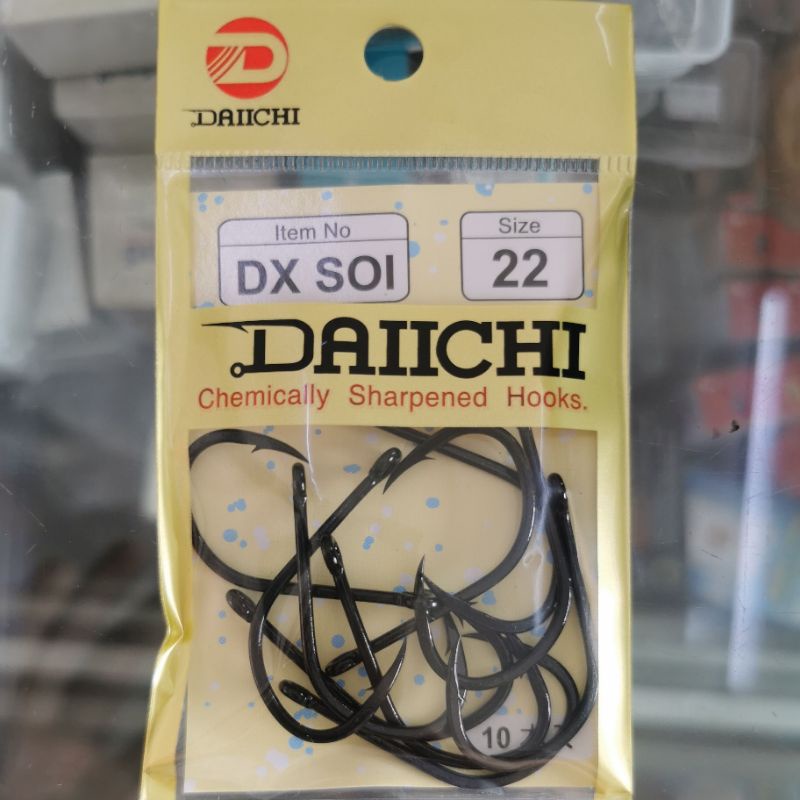 D
DAIICHI
Item No
DX SOI
Size
22
DAIICHI
Chemically Sharpened Hooks.
10